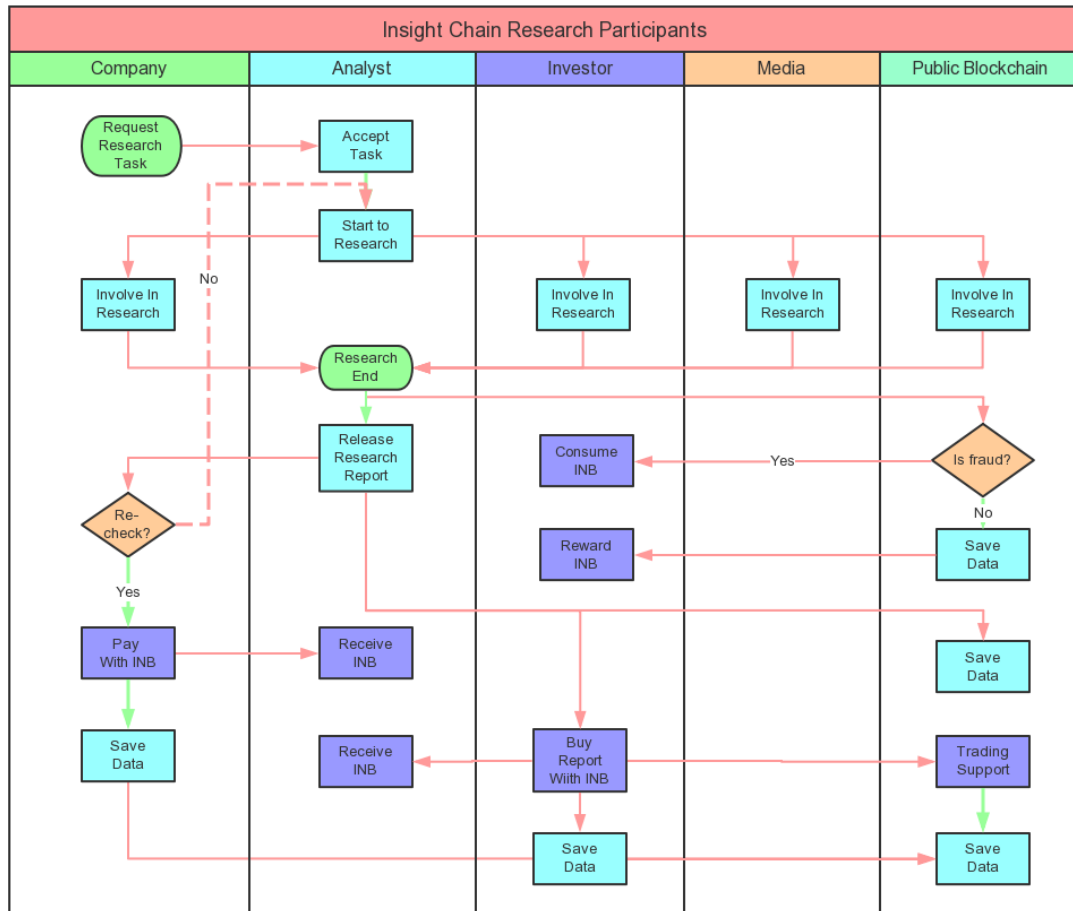 Insight Chain Research Participants
Company
Analyst
Investor
Media
Public Blockchain
Request
Research
Task
Accept
Task
Start to
Research
No
Involve In
Research
Involve In
Research
Involve In
Research
Involve In
Research
Research
End
Release
Research
Report
Consume
INB
Yes
Is fraud?
No
Re-
check?
Reward
INB
Save
Data
Yes
Pay
With INB
Receive
INB
Save
Data
Save
Data
Receive
INB
Buy
Report
Wiith INB
Trading
Support
Save
Data
Save
Data